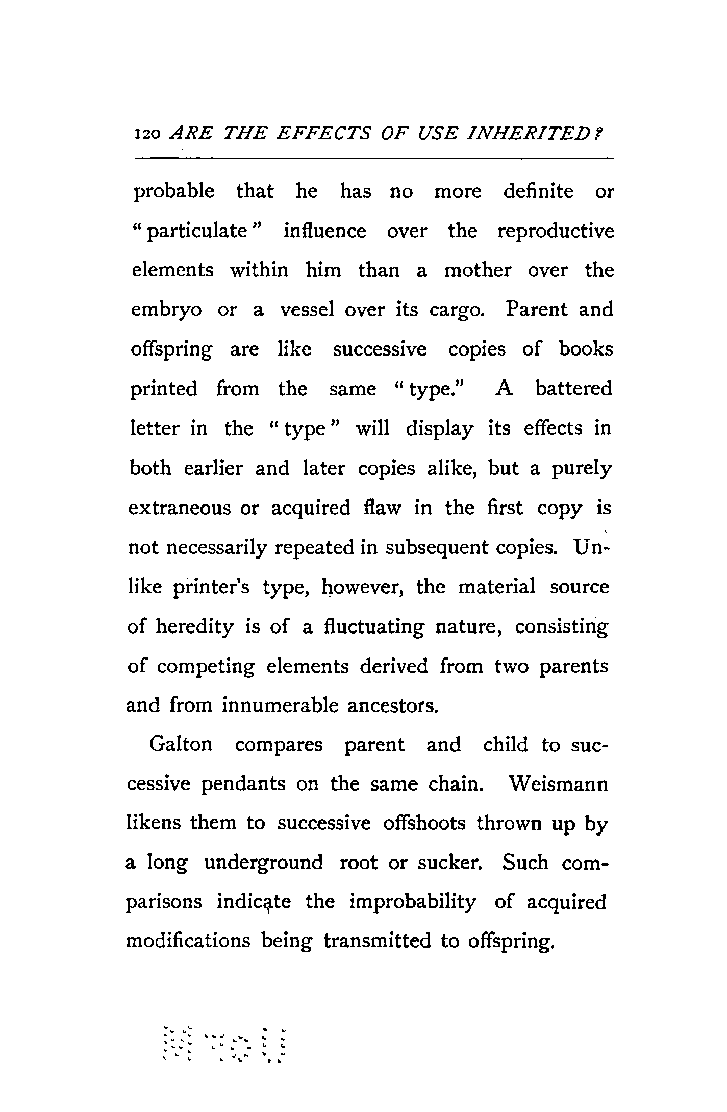 120 ARE THE EFFECTS OF USE INHERITED?
probable that he has no more definite or
“particulate” influence over the reproductive
elements within him than a mother over the
embryo or a vessel over its cargo. Parent and
offspring are like successive copies of books
printed from the same “type.” A battered
letter in the “type” will display its effects in
both earlier and later copies alike, but a purely
extraneous or acquired flaw in the first copy is
not necessarily repeated in subsequent copies. Un-
like printer's type, however, the material source
of heredity is of a fluctuating nature, consisting
of competing elements derived from two parents
and from innumerable ancestors.
Galton compares parent and child to suc-
cessive pendants on the same chain. Weismann
likens them to successive offshoots thrown up by
a long underground root or sucker. Such com-
parisons indicate the improbability of acquired
modifications being transmitted to offspring.